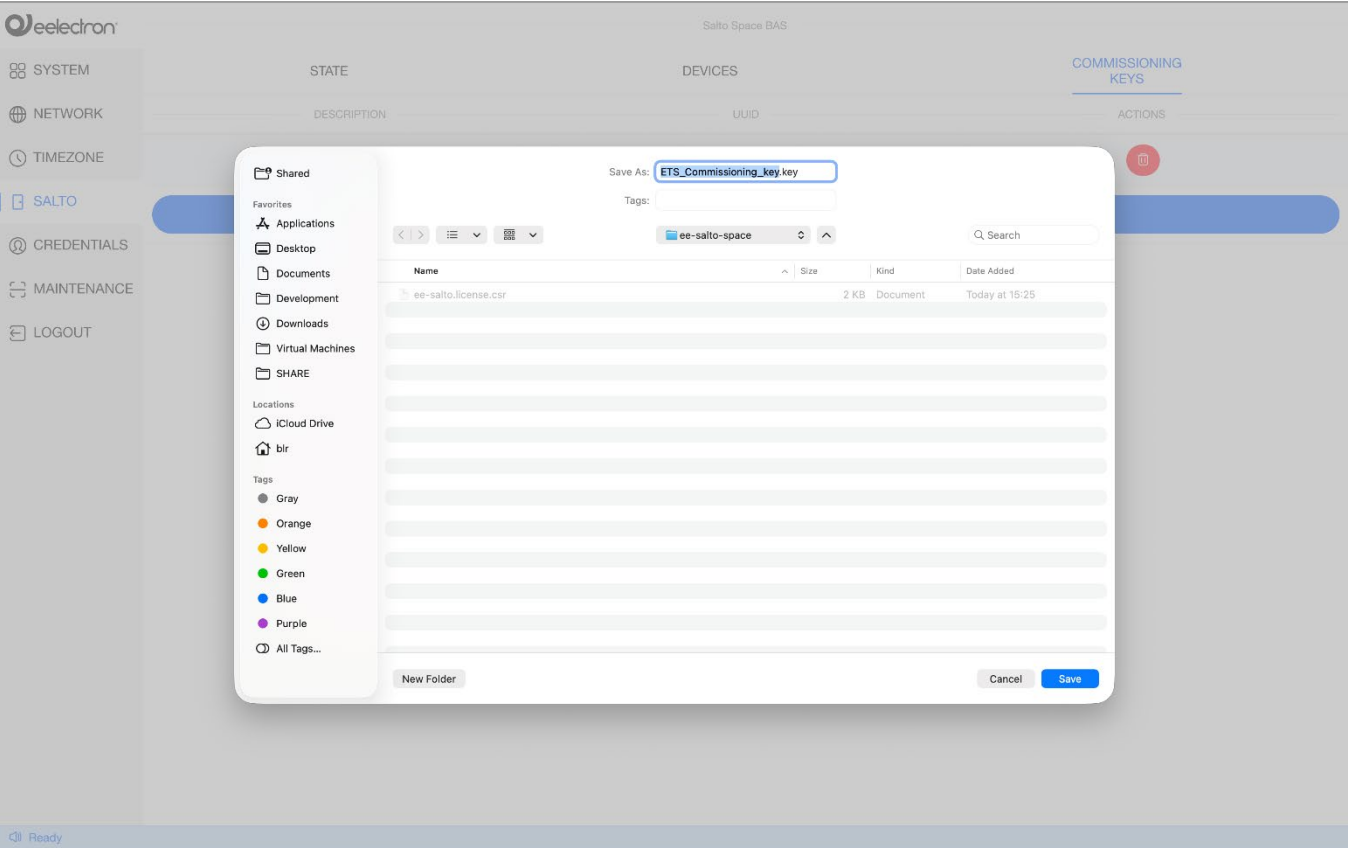 eelectron
Salto Space BAS
SYSTEM
NETWORK
TIMEZONE
SALTO
CREDENTIALS
MAINTENANCE
LOGOUT
STATE
DEVICES
COMMISSIONING
KEYS
DESCRIPTION
UUID
ACTIONS
Shared
Favorites
Applications
Desktop
Documents
Development
Downloads
Virtual Machines
SHARE
Locations
iCloud Drive
blr
Tags
Gray
Orange
Yellow
Green
Blue
Purple
All Tags...
Save As: ETS_Commissioning_key.key
Tags:
ee-salto-space
Search
Name Size Kind Date Added
ee-salto.license.csr 2 KB Document Today at 15:25
New Folder
Cancel
Save
Ready